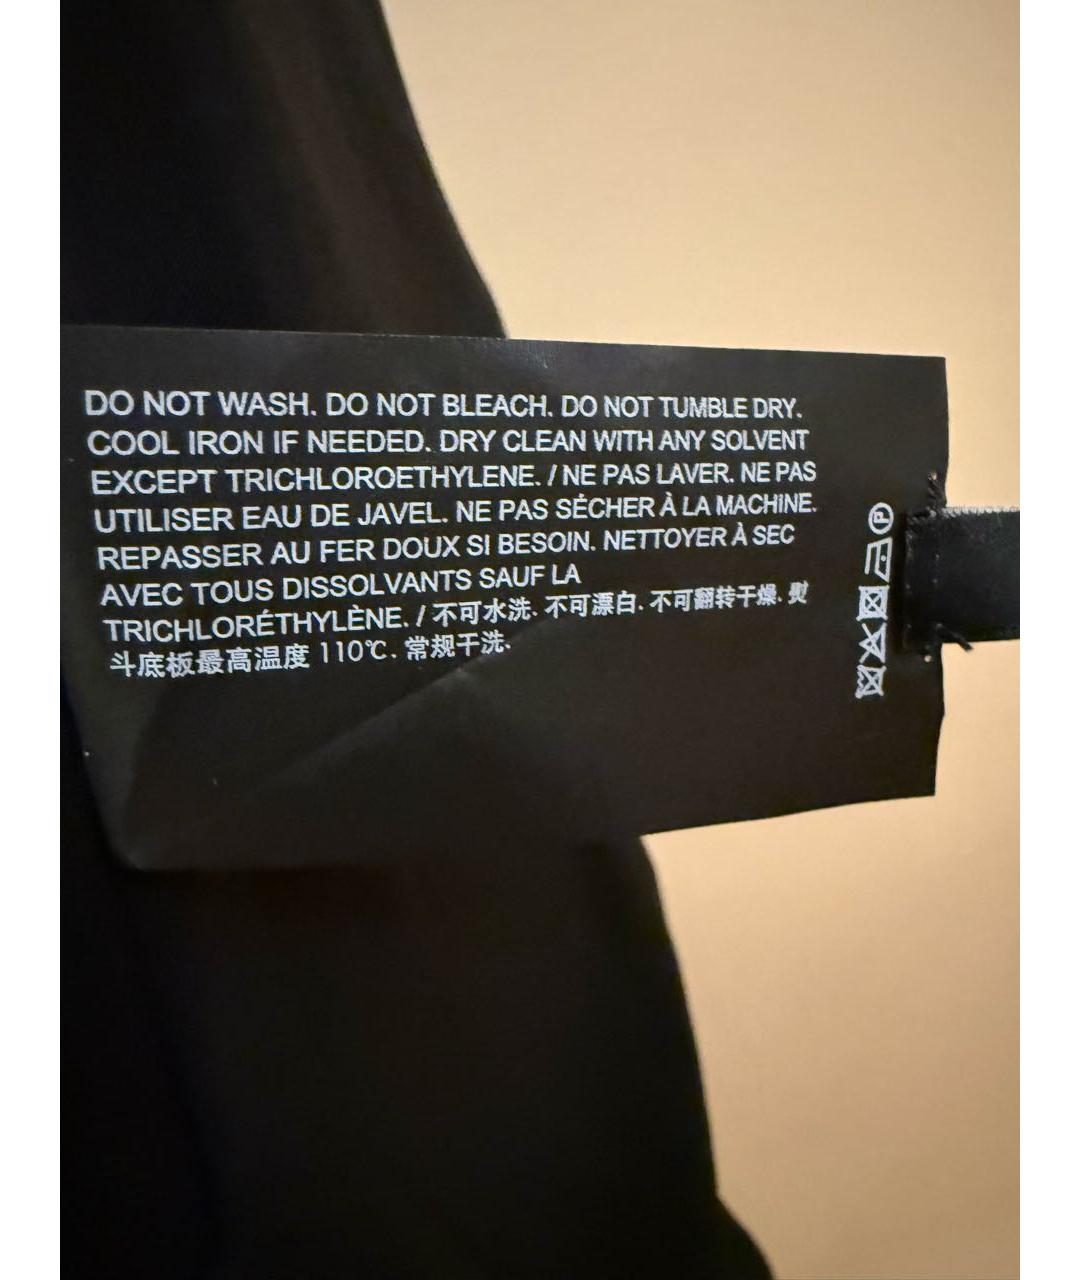 DO NOT WASH. DO NOT BLEACH. DO NOT TUMBLE DRY.
COOL IRON IF NEEDED. DRY CLEAN WITH ANY SOLVENT
EXCEPT TRICHLOROETHYLENE. / NE PAS LAVER. NE PAS
UTILISER EAU DE JAVEL. NE PAS SÉCHER À LA MACHINE.
REPASSER AU FER DOUX SI BESOIN. NETTOYER À SEC
AVEC TOUS DISSOLVANTS SAUF LA
TRICHLORÉTHYLÈNE. / 不可水洗. 不可漂白. 不可翻转干燥. 熨
斗底板最高温度 110℃. 常规干洗.
P